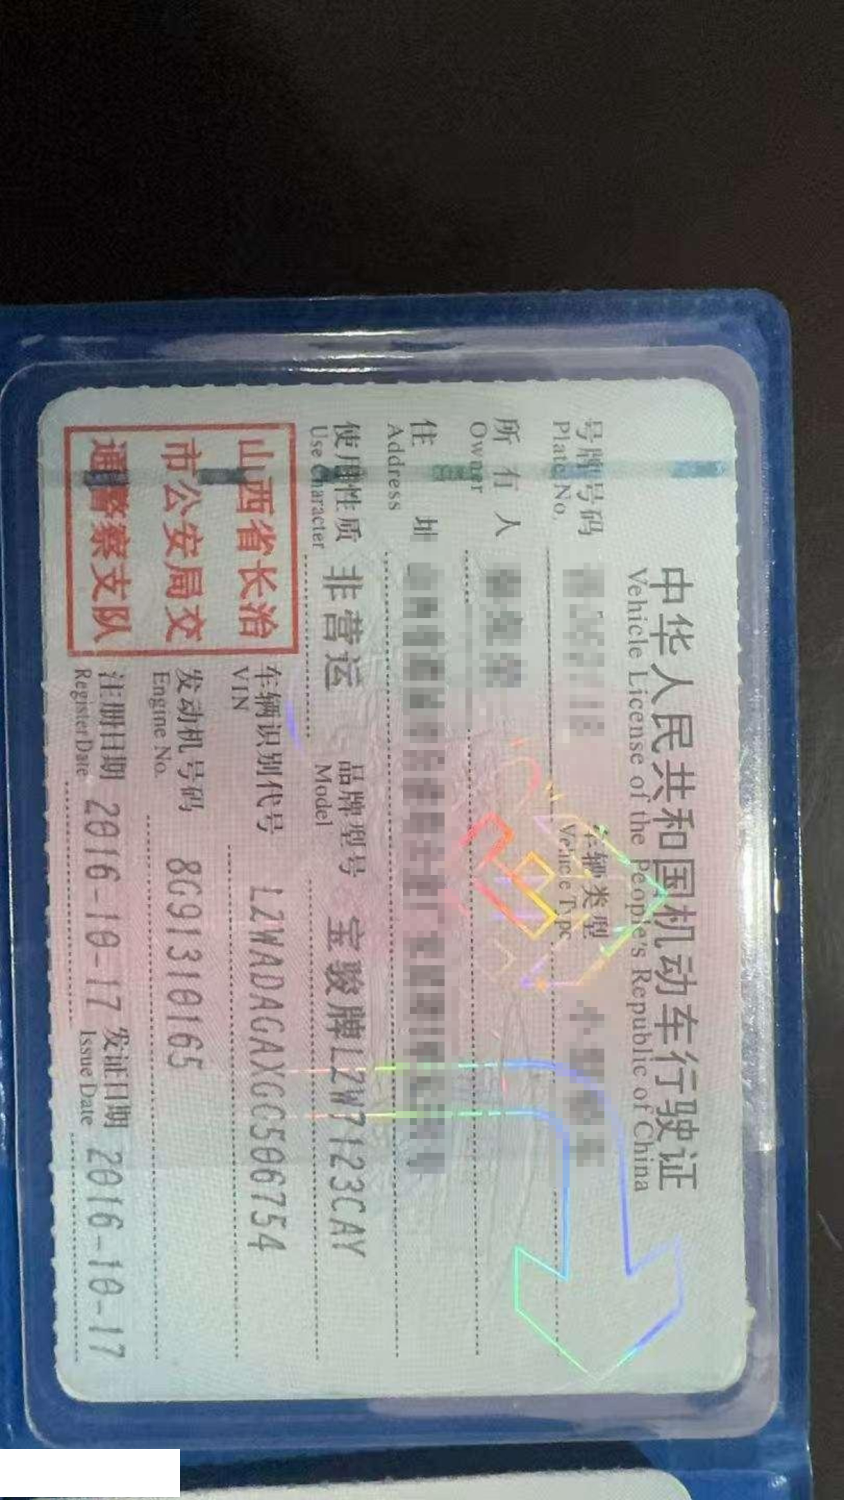 中华人民共和国机动车行驶证
Vehicle License of the People's Republic of China
号牌号码 车辆类型
Plate No. Vehicle Type
所有人
Owner
住址
Address
使用性质 非营运 品牌型号 宝骏牌LZW7123CAY
Use Character Model
山西省长治
市公安局交
通警察支队
车辆识别代号 LZWADAGAXGG506754
VIN
发动机号码 8G91310165
Engine No.
注册日期 2016-10-17 发证日期 2016-10-17
Register Date Issue Date